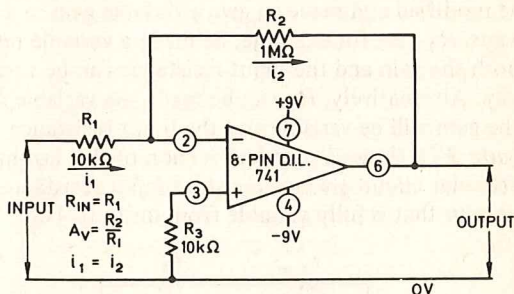 R2
1MΩ
i2
+9V
7
R1
10kΩ
i1
2
8-PIN D.I.L.
741
6
3
4
-9V
INPUT
RIN = R1
AV = R2/R1
i1 = i2
R3
10kΩ
OUTPUT
0V